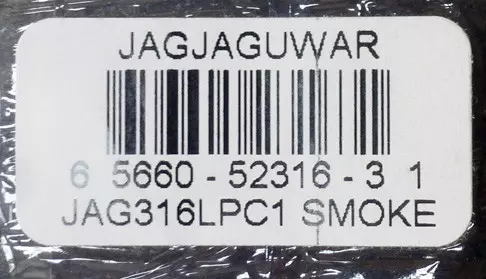 JAGJAGUWAR
6 5660 - 52316 - 3 1
JAG316LPC1 SMOKE